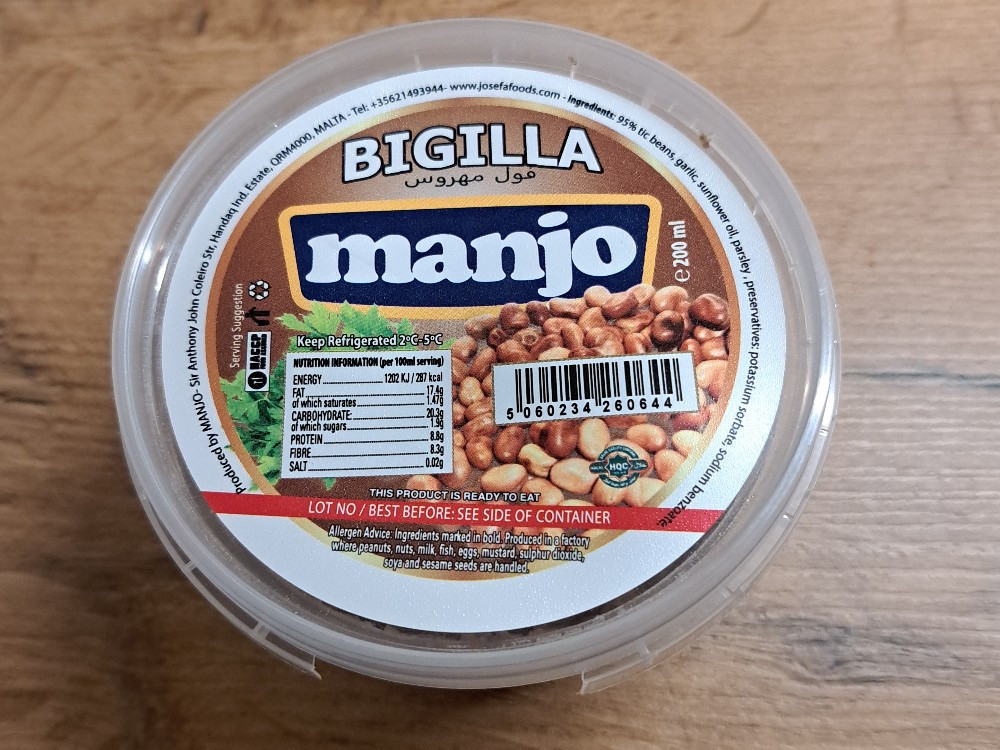 Produced by MANJO- Sir Anthony John Coleiro Str, Handaq Ind. Estate, QRM4000, MALTA - Tel: +35621493944- www.josefafoods.com - Ingredients: 95% tic beans, garlic, sunflower oil, parsley , preservatives: potassium sorbate, sodium benzoate.
BIGILLA
فول مهروس
manjo
e 200 ml
Serving Suggestion
HACCP
Keep Refrigerated 2ºC-5ºC
NUTRITION INFORMATION (per 100ml serving)
ENERGY 1202 KJ / 287 kcal
FAT 17.4g
of which saturates 1.47g
CARBOHYDRATE: 20.3g
of which sugars 1.9g
PROTEIN 8.8g
FIBRE 8.3g
SALT 0.02g
5 060234 260644
HQC
THIS PRODUCT IS READY TO EAT
LOT NO / BEST BEFORE: SEE SIDE OF CONTAINER
Allergen Advice: Ingredients marked in bold. Produced in a factory
where peanuts, nuts, milk, fish, eggs, mustard, sulphur dioxide,
soya and sesame seeds are handled.